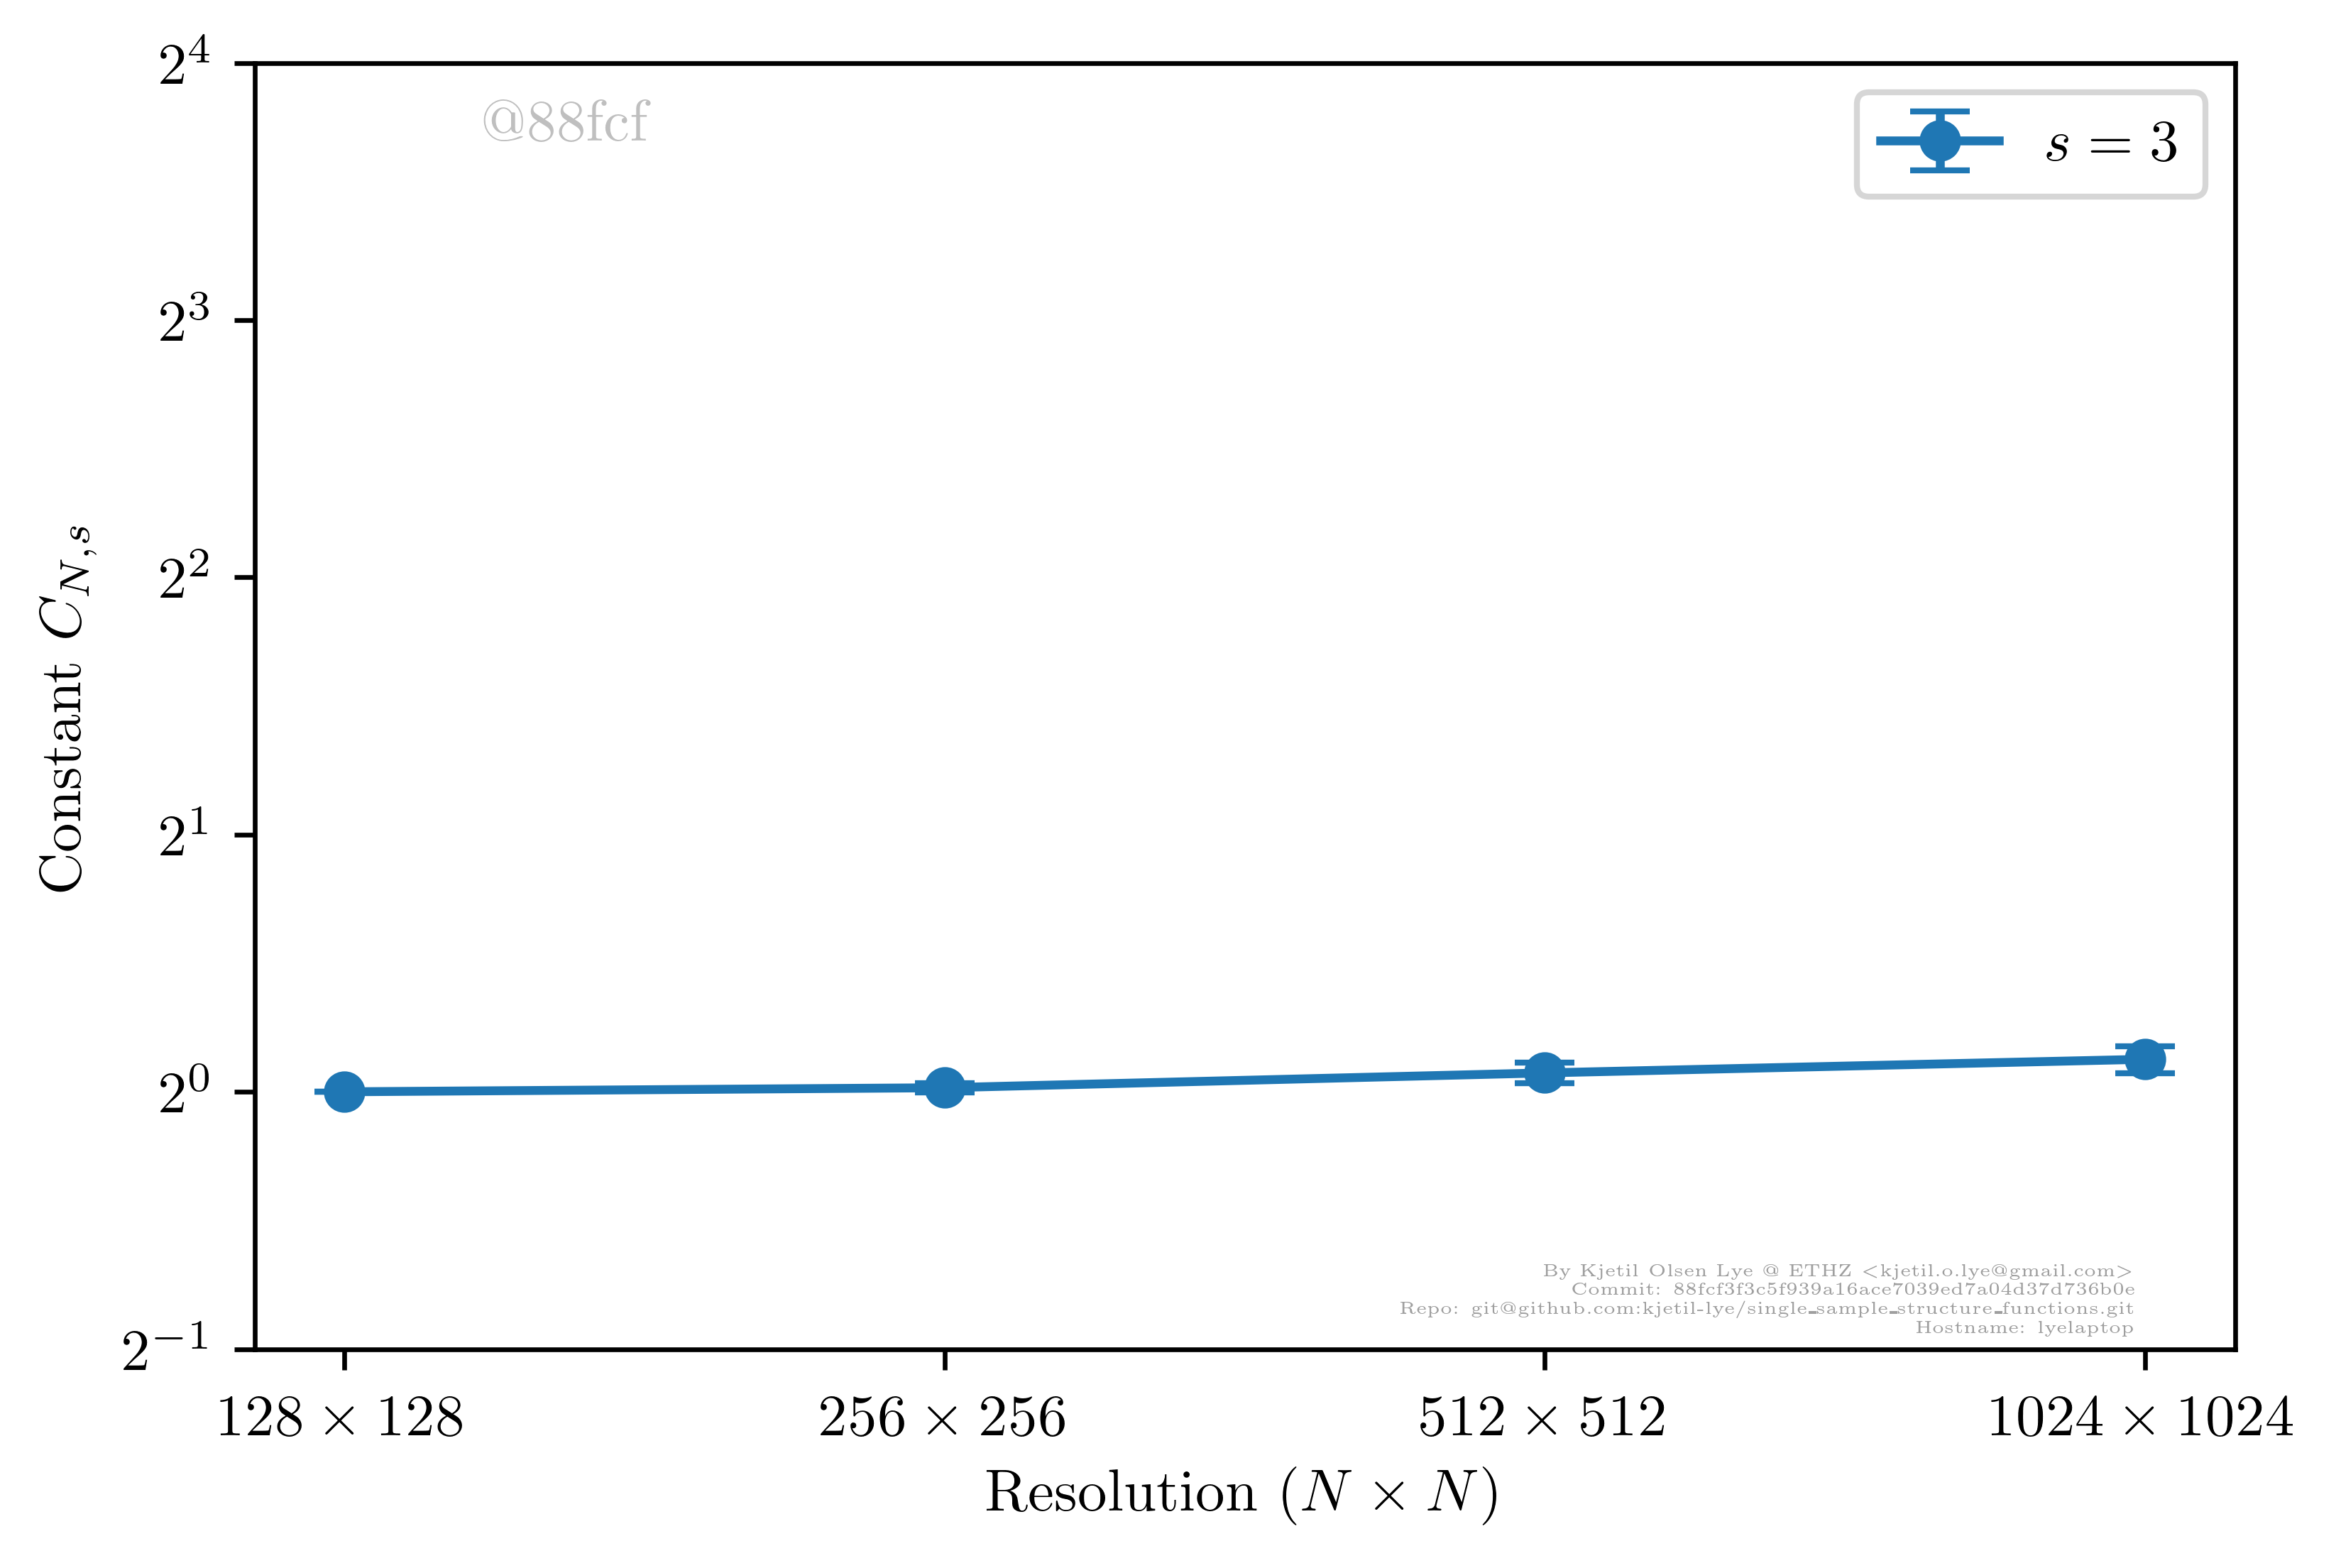 2^4
@88fcf
s = 3
2^3
2^2
2^1
2^0
2^{-1}
Constant C_{N,s}
By Kjetil Olsen Lye @ ETHZ <kjetil.o.lye@gmail.com>
Commit: 88fcf3f3c5f939a16ace7039ed7a04d37d736b0e
Repo: git@github.com:kjetil-lye/single_sample_structure_functions.git
Hostname: lyelaptop
128 × 128 256 × 256 512 × 512 1024 × 1024
Resolution (N × N)